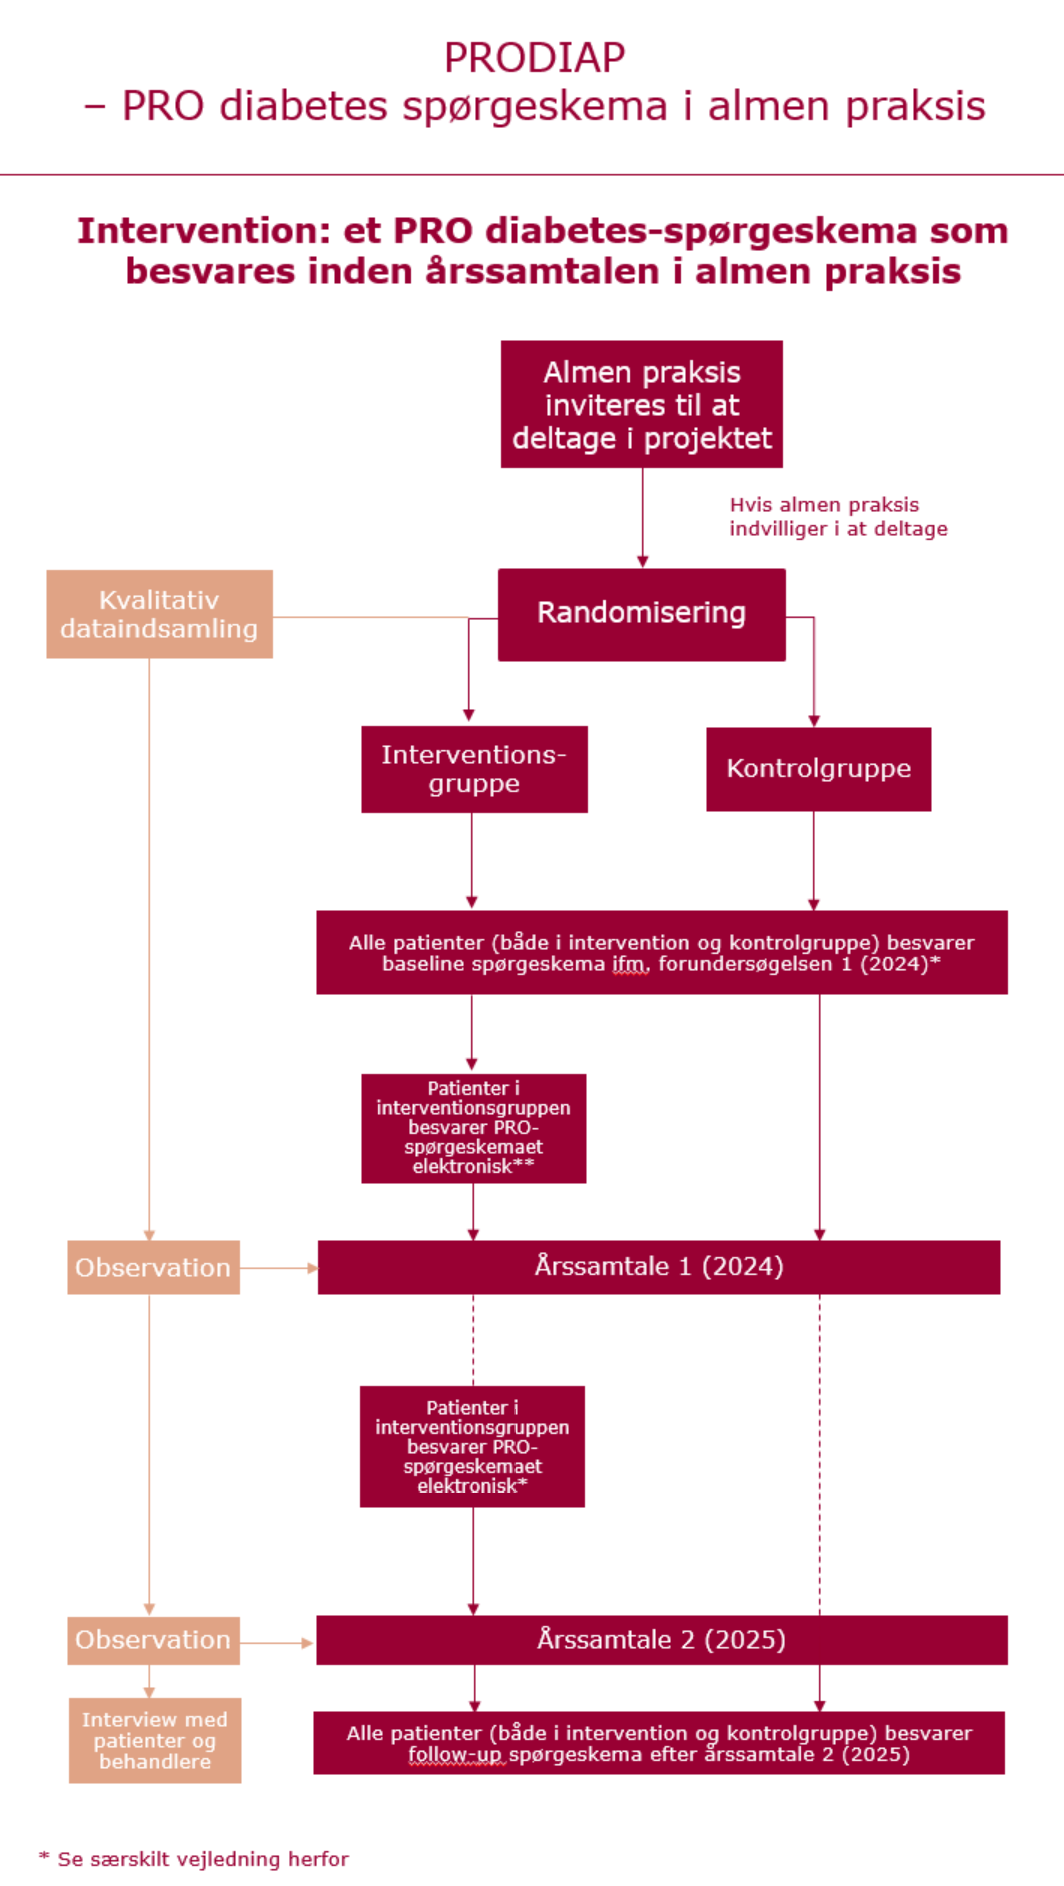 PRODIAP
– PRO diabetes spørgeskema i almen praksis
Intervention: et PRO diabetes-spørgeskema som
besvares inden årssamtalen i almen praksis
Almen praksis
inviteres til at
deltage i projektet
Hvis almen praksis
indvilliger i at deltage
Kvalitativ
dataindsamling
Randomisering
Interventions-
gruppe
Kontrolgruppe
Alle patienter (både i intervention og kontrolgruppe) besvarer
baseline spørgeskema ifm. forundersøgelsen 1 (2024)*
Patienter i
interventionsgruppen
besvarer PRO-
spørgeskemaet
elektronisk**
Observation
Årssamtale 1 (2024)
Patienter i
interventionsgruppen
besvarer PRO-
spørgeskemaet
elektronisk*
Observation
Årssamtale 2 (2025)
Interview med
patienter og
behandlere
Alle patienter (både i intervention og kontrolgruppe) besvarer
follow-up spørgeskema efter årssamtale 2 (2025)
* Se særskilt vejledning herfor